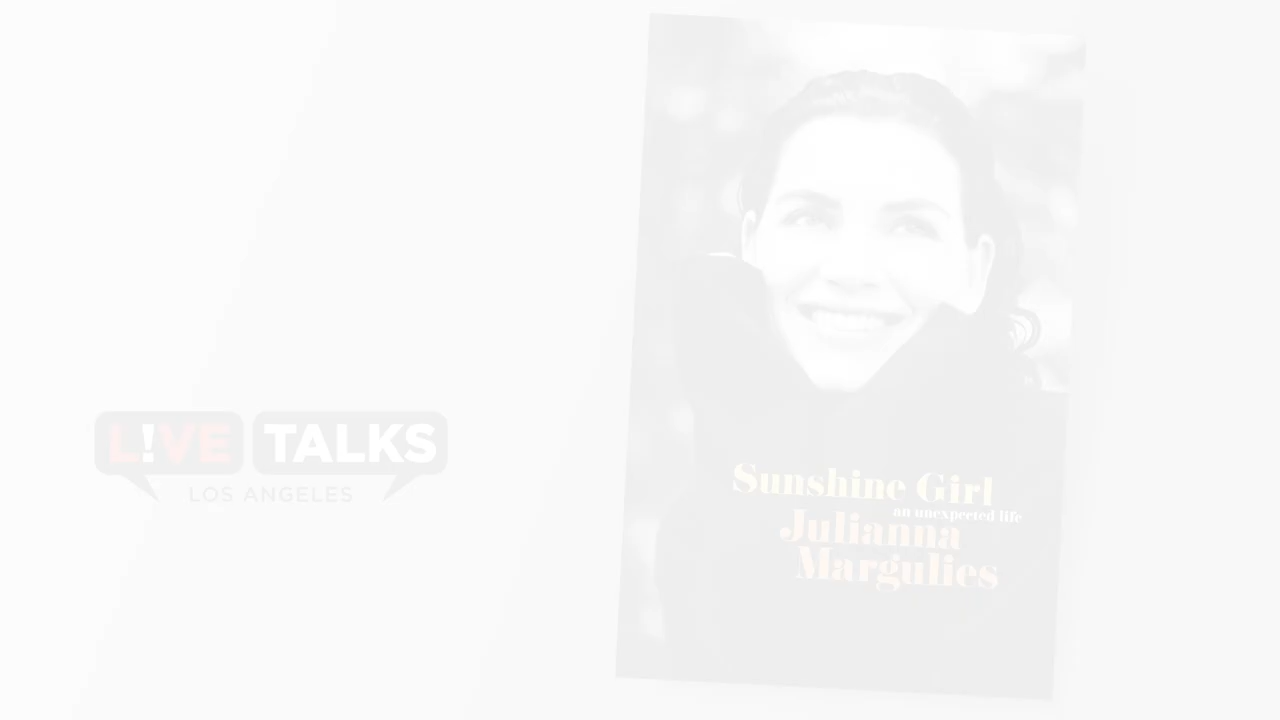 L!VE TALKS
LOS ANGELES
Sunshine Girl
an unexpected life
Julianna
Margulies